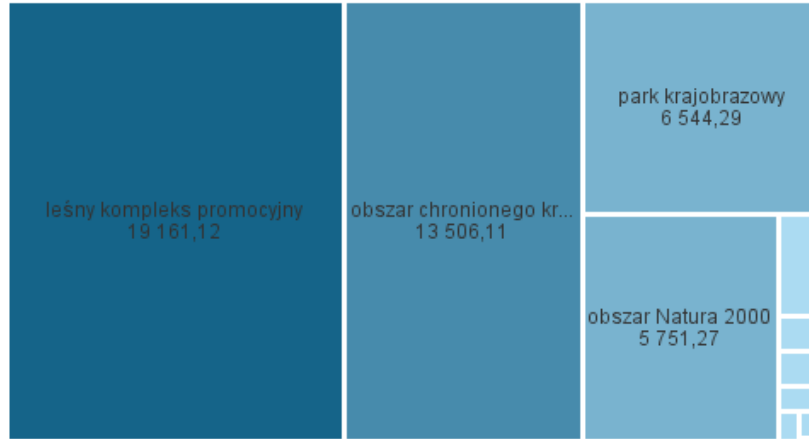 leśny kompleks promocyjny
19 161,12
obszar chronionego kr...
13 506,11
park krajobrazowy
6 544,29
obszar Natura 2000
5 751,27